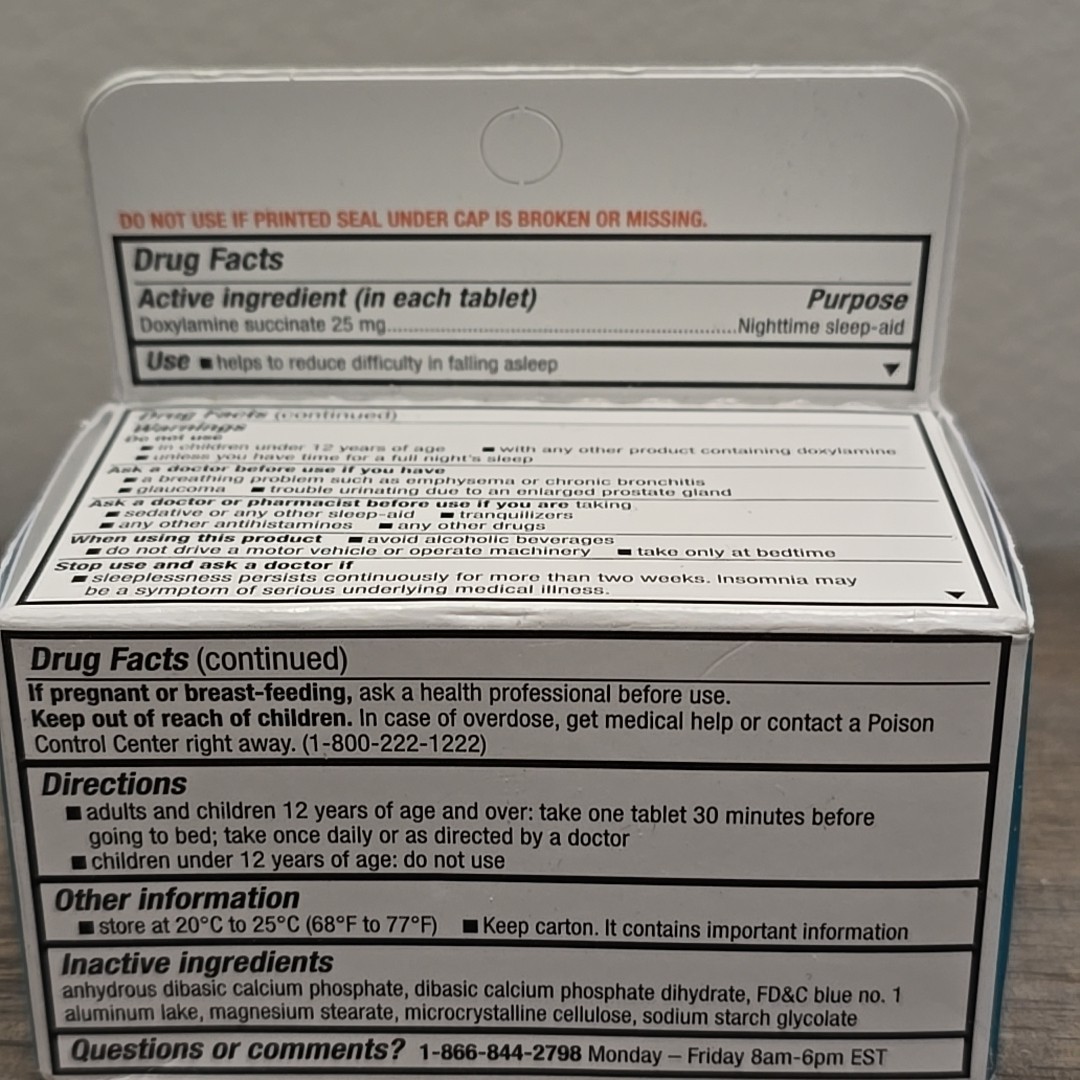 DO NOT USE IF PRINTED SEAL UNDER CAP IS BROKEN OR MISSING.
Drug Facts
Active ingredient (in each tablet) Purpose
Doxylamine succinate 25 mg..........................................................................Nighttime sleep-aid
Use ■ helps to reduce difficulty in falling asleep ▼
Drug Facts (continued)
Warnings
Do not use
■ in children under 12 years of age ■ with any other product containing doxylamine
■ unless you have time for a full night's sleep
Ask a doctor before use if you have
■ a breathing problem such as emphysema or chronic bronchitis
■ glaucoma ■ trouble urinating due to an enlarged prostate gland
Ask a doctor or pharmacist before use if you are taking
■ sedative or any other sleep-aid ■ tranquilizers
■ any other antihistamines ■ any other drugs
When using this product ■ avoid alcoholic beverages
■ do not drive a motor vehicle or operate machinery ■ take only at bedtime
Stop use and ask a doctor if
■ sleeplessness persists continuously for more than two weeks. Insomnia may
be a symptom of serious underlying medical illness. ▼
Drug Facts (continued)
If pregnant or breast-feeding, ask a health professional before use.
Keep out of reach of children. In case of overdose, get medical help or contact a Poison
Control Center right away. (1-800-222-1222)
Directions
■ adults and children 12 years of age and over: take one tablet 30 minutes before
going to bed; take once daily or as directed by a doctor
■ children under 12 years of age: do not use
Other information
■ store at 20°C to 25°C (68°F to 77°F) ■ Keep carton. It contains important information
Inactive ingredients
anhydrous dibasic calcium phosphate, dibasic calcium phosphate dihydrate, FD&C blue no. 1
aluminum lake, magnesium stearate, microcrystalline cellulose, sodium starch glycolate
Questions or comments? 1-866-844-2798 Monday – Friday 8am-6pm EST